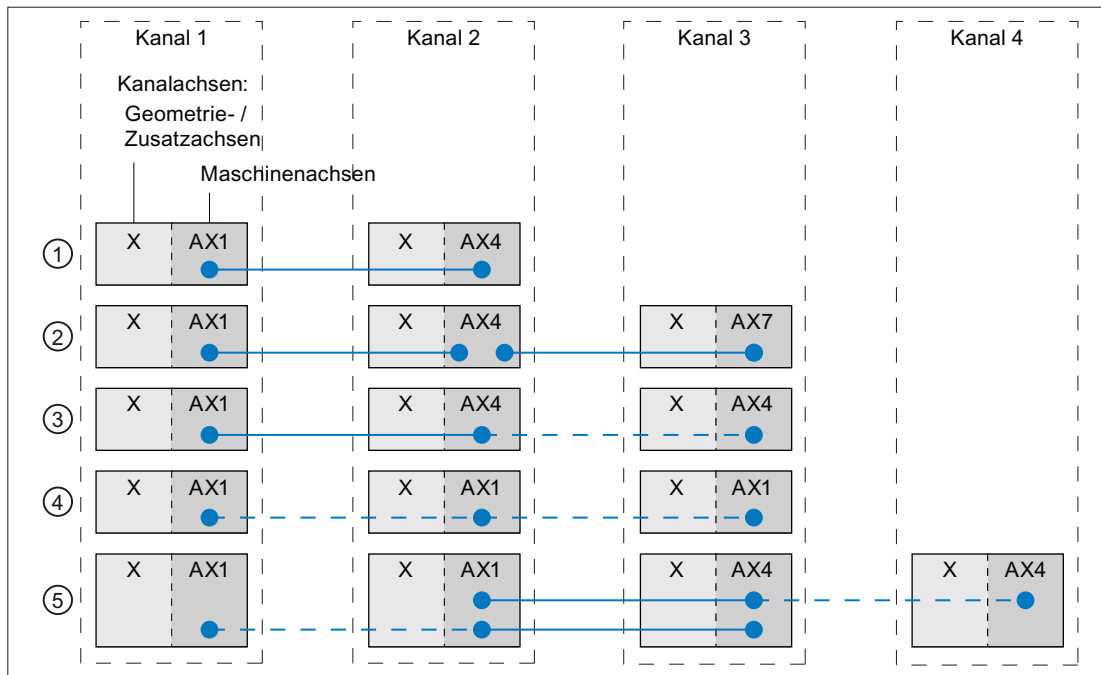 Kanal 1 Kanal 2 Kanal 3 Kanal 4
Kanalachsen:
Geometrie- /
Zusatzachsen
Maschinenachsen
1 X AX1 X AX4
2 X AX1 X AX4 X AX7
3 X AX1 X AX4 X AX4
4 X AX1 X AX1 X AX1
5 X AX1 X AX1 X AX4 X AX4